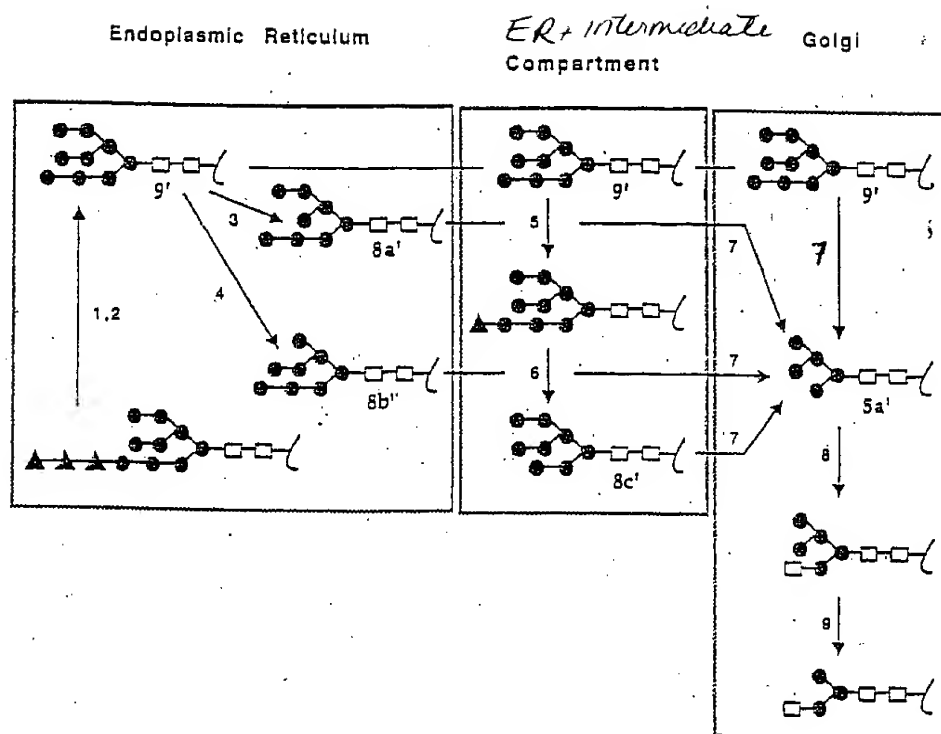 Endoplasmic Reticulum
ER + intermediate
Compartment
Golgi
9'
3
8a'
4
1,2
8b"
9'
5
6
8c'
7
7
7
9'
7
5a'
8
9